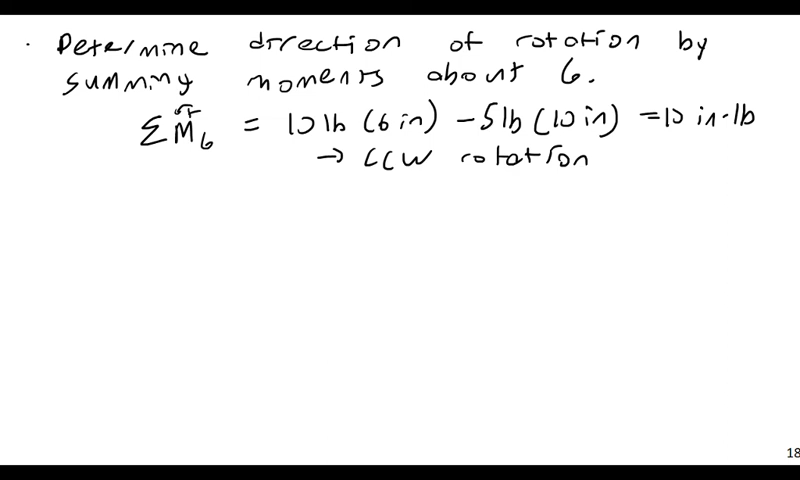 · Determine direction of rotation by
summing moments about G.
ΣM_G = 10 lb (6 in) - 5 lb (10 in) = 10 in-lb
→ CCW rotation
18